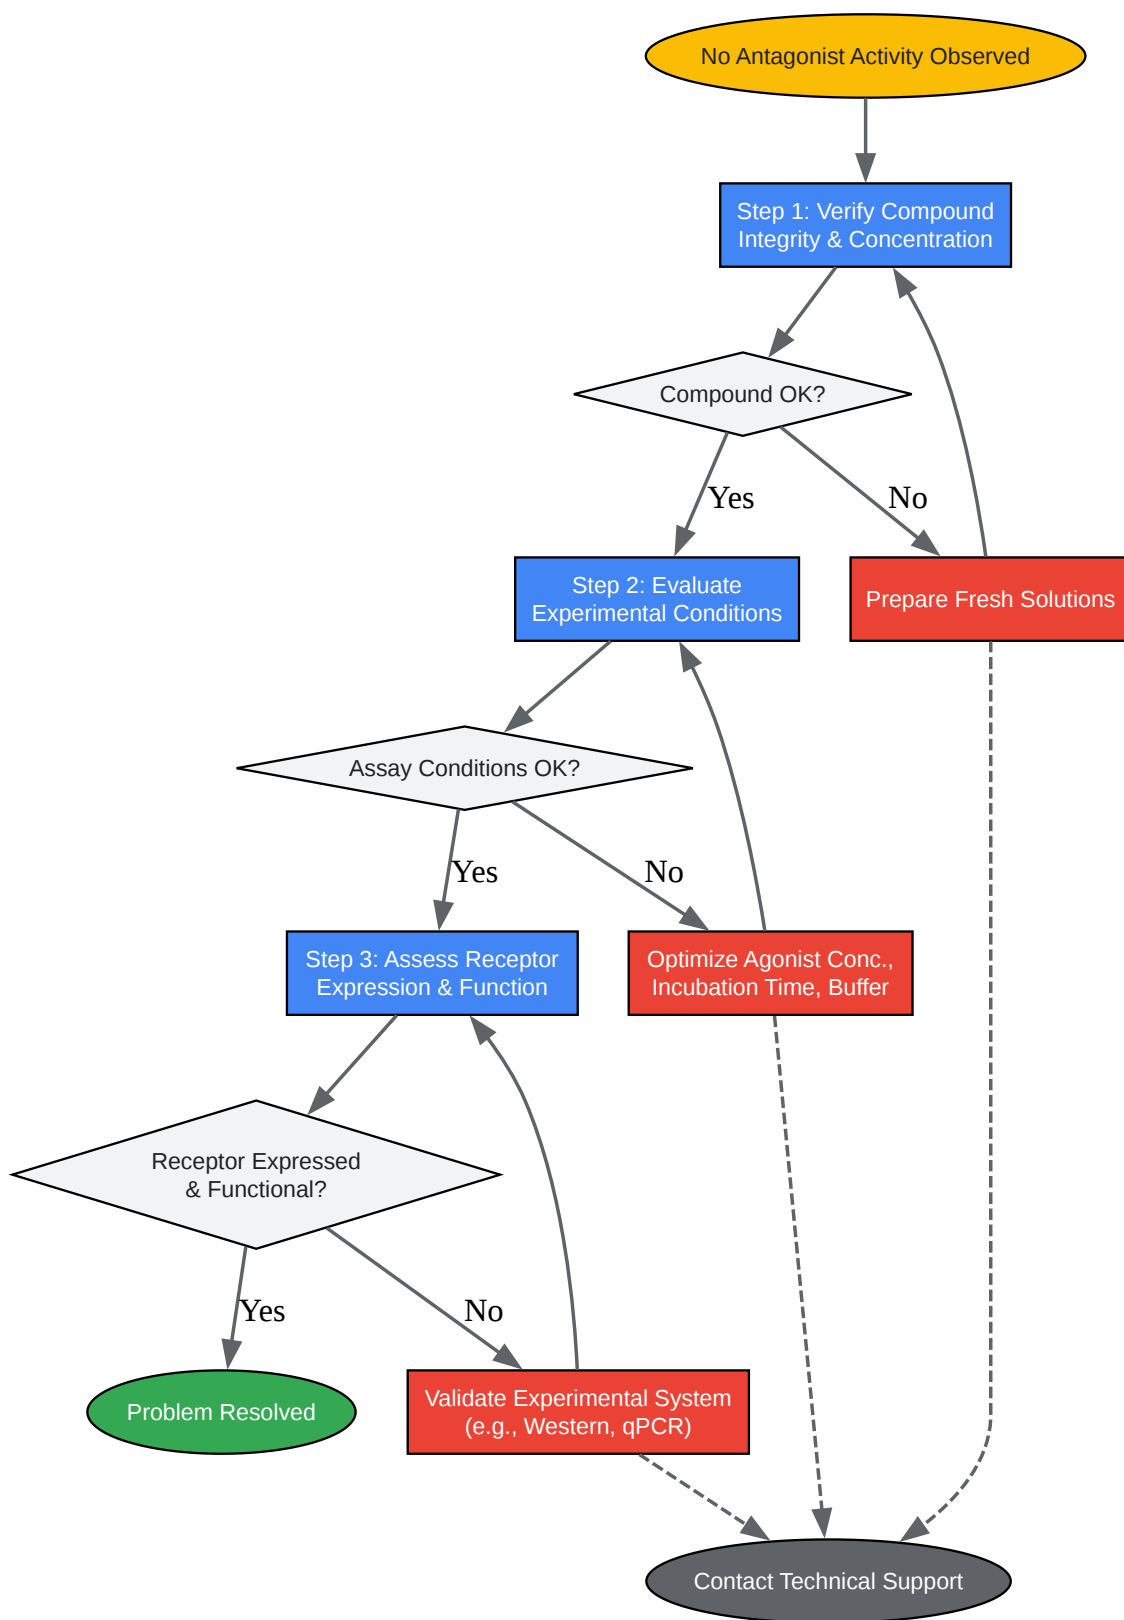 No Antagonist Activity Observed
Step 1: Verify Compound
Integrity & Concentration
Compound OK?
Yes
No
Step 2: Evaluate
Experimental Conditions
Prepare Fresh Solutions
Assay Conditions OK?
Yes
No
Step 3: Assess Receptor
Expression & Function
Optimize Agonist Conc.,
Incubation Time, Buffer
Receptor Expressed
& Functional?
Yes
No
Problem Resolved
Validate Experimental System
(e.g., Western, qPCR)
Contact Technical Support